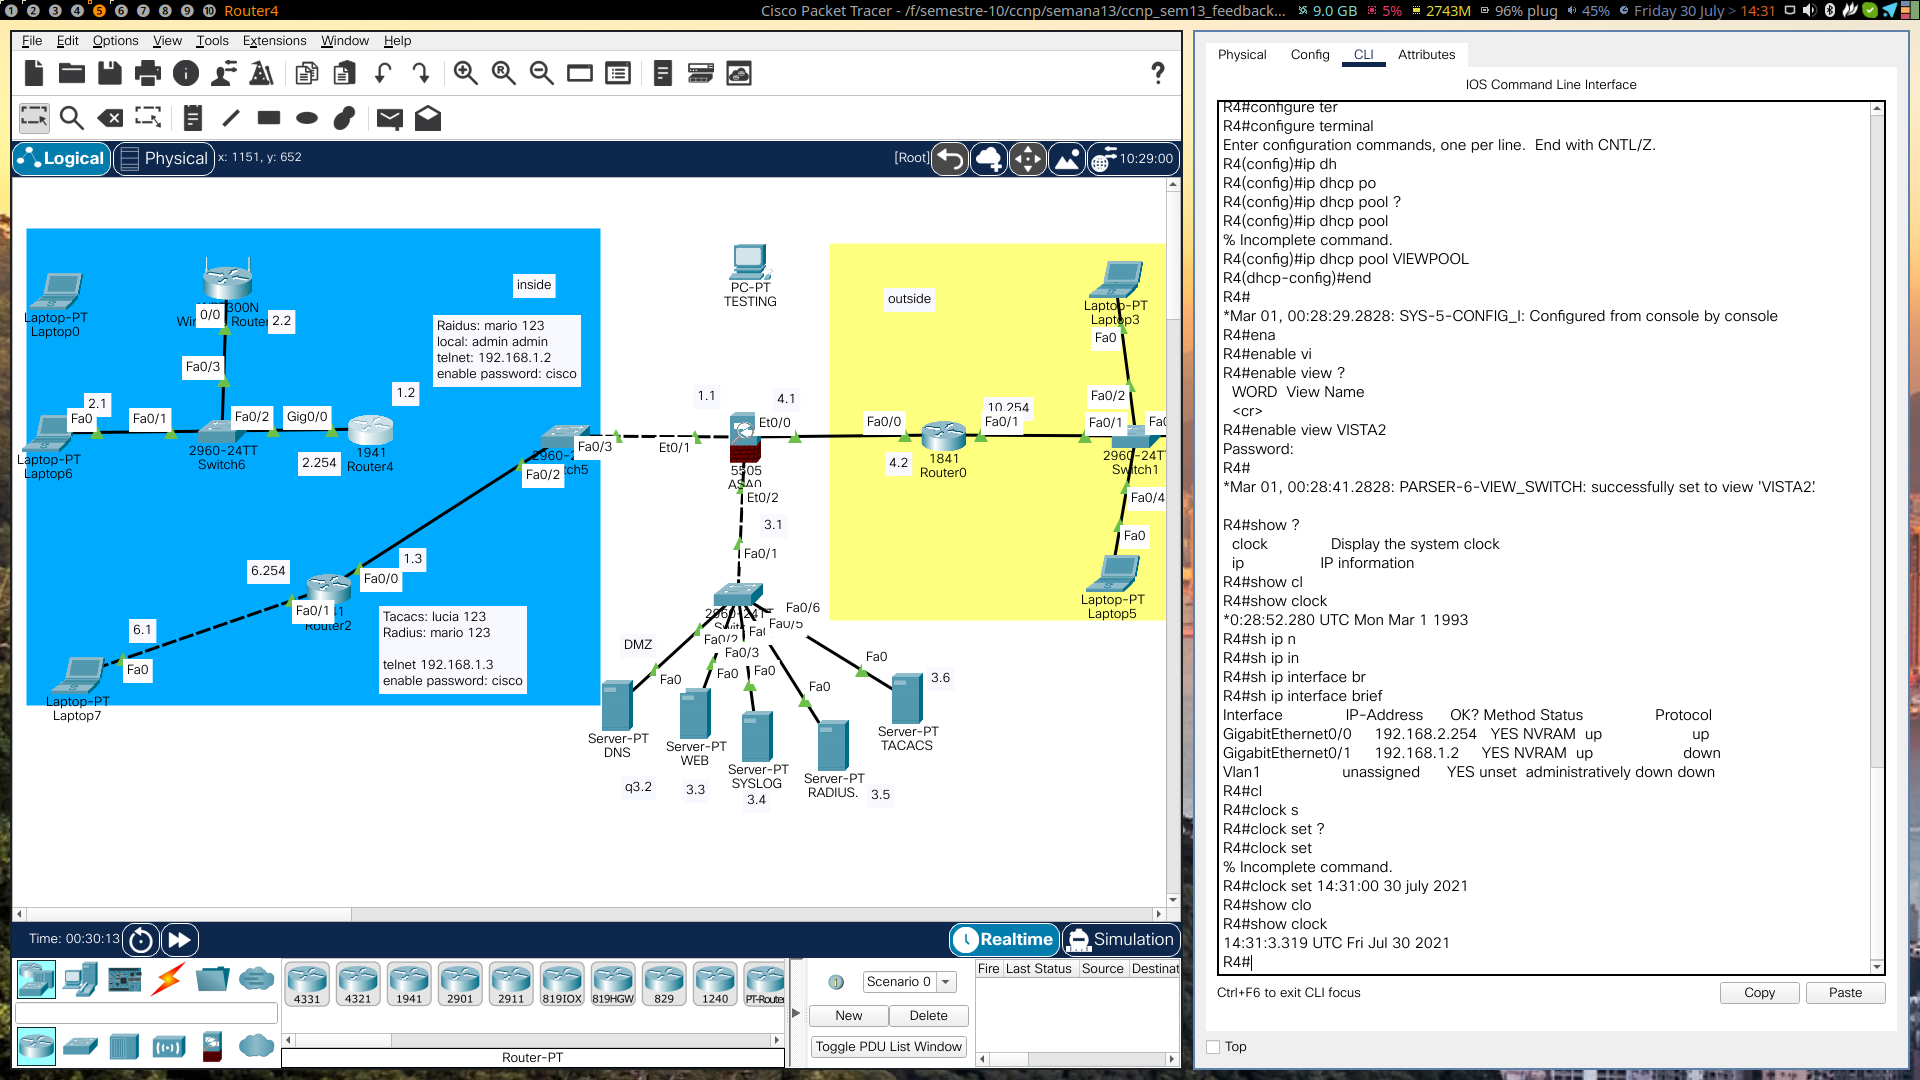 1 2 3 4 5 6 7 8 9 10 Router4
Cisco Packet Tracer - /f/semestre-10/ccnp/semana13/ccnp_sem13_feedback... 9.0 GB 5% 2743M 96% plug 45% Friday 30 July > 14:31
File Edit Options View Tools Extensions Window Help
?
Logical Physical x: 1151, y: 652
[Root] 10:29:00
Laptop-PT
Laptop0
0/0
300N
Router
2.2
Fa0/3
inside
Raidus: mario 123
local: admin admin
telnet: 192.168.1.2
enable password: cisco
1.2
2.1
Fa0
Fa0/1
Fa0/2
Gig0/0
Laptop-PT
Laptop6
2960-24TT
Switch6
2.254
1941
Router4
Fa0/3
Fa0/2
6.254
1.3
Fa0/0
Fa0/1
Router2
6.1
Fa0
Laptop-PT
Laptop7
Tacacs: lucia 123
Radius: mario 123
telnet 192.168.1.3
enable password: cisco
PC-PT
TESTING
1.1
4.1
Et0/0
Et0/1
5505
ASA0
Et0/2
3.1
Fa0/1
outside
Laptop-PT
Laptop3
Fa0
Fa0/2
10.254
Fa0/0
Fa0/1
Fa0/1
4.2
1841
Router0
2960-24T
Switch1
Fa0/4
Fa0
Laptop-PT
Laptop5
2960-24TT
Fa0/6
Fa0/5
Fa0/2
Fa0/3
DMZ
Fa0
Fa0
Fa0
Fa0
Fa0
3.6
Server-PT
DNS
Server-PT
WEB
Server-PT
SYSLOG
Server-PT
RADIUS.
Server-PT
TACACS
q3.2
3.3
3.4
3.5
Time: 00:30:13
Realtime Simulation
4331 4321 1941 2901 2911 819IOX 819HGW 829 1240 PT-Router
Router-PT
Scenario 0
New Delete
Toggle PDU List Window
Fire Last Status Source Destinat
Physical Config CLI Attributes
IOS Command Line Interface
R4#configure ter
R4#configure terminal
Enter configuration commands, one per line. End with CNTL/Z.
R4(config)#ip dh
R4(config)#ip dhcp po
R4(config)#ip dhcp pool ?
R4(config)#ip dhcp pool
% Incomplete command.
R4(config)#ip dhcp pool VIEWPOOL
R4(dhcp-config)#end
R4#
*Mar 01, 00:28:29.2828: SYS-5-CONFIG_I: Configured from console by console
R4#ena
R4#enable vi
R4#enable view ?
WORD View Name
<cr>
R4#enable view VISTA2
Password:
R4#
*Mar 01, 00:28:41.2828: PARSER-6-VIEW_SWITCH: successfully set to view 'VISTA2'.
R4#show ?
clock Display the system clock
ip IP information
R4#show cl
R4#show clock
*0:28:52.280 UTC Mon Mar 1 1993
R4#sh ip n
R4#sh ip in
R4#sh ip interface br
R4#sh ip interface brief
Interface IP-Address OK? Method Status Protocol
GigabitEthernet0/0 192.168.2.254 YES NVRAM up up
GigabitEthernet0/1 192.168.1.2 YES NVRAM up down
Vlan1 unassigned YES unset administratively down down
R4#cl
R4#clock s
R4#clock set ?
R4#clock set
% Incomplete command.
R4#clock set 14:31:00 30 july 2021
R4#show clo
R4#show clock
14:31:3.319 UTC Fri Jul 30 2021
R4#
Ctrl+F6 to exit CLI focus
Copy Paste
Top